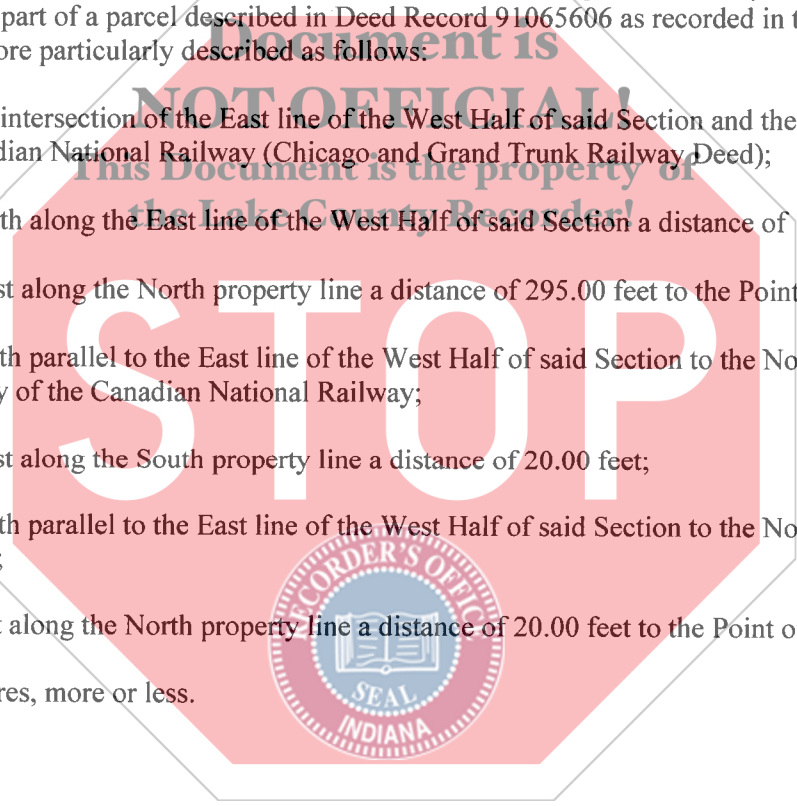 part of a parcel described in Deed Record 91065606 as recorded in t
ore particularly described as follows:
Document is
NOT OFFICIAL!
intersection of the East line of the West Half of said Section and the
dian National Railway (Chicago and Grand Trunk Railway Deed);
This Document is the property of
the Lake County Recorder!
th along the East line of the West Half of said Section a distance of
st along the North property line a distance of 295.00 feet to the Point
STOP
th parallel to the East line of the West Half of said Section to the No
y of the Canadian National Railway;
st along the South property line a distance of 20.00 feet;
th parallel to the East line of the West Half of said Section to the No
;
t along the North property line a distance of 20.00 feet to the Point o
res, more or less.
RECORDER'S OFFIC
SEAL
INDIANA